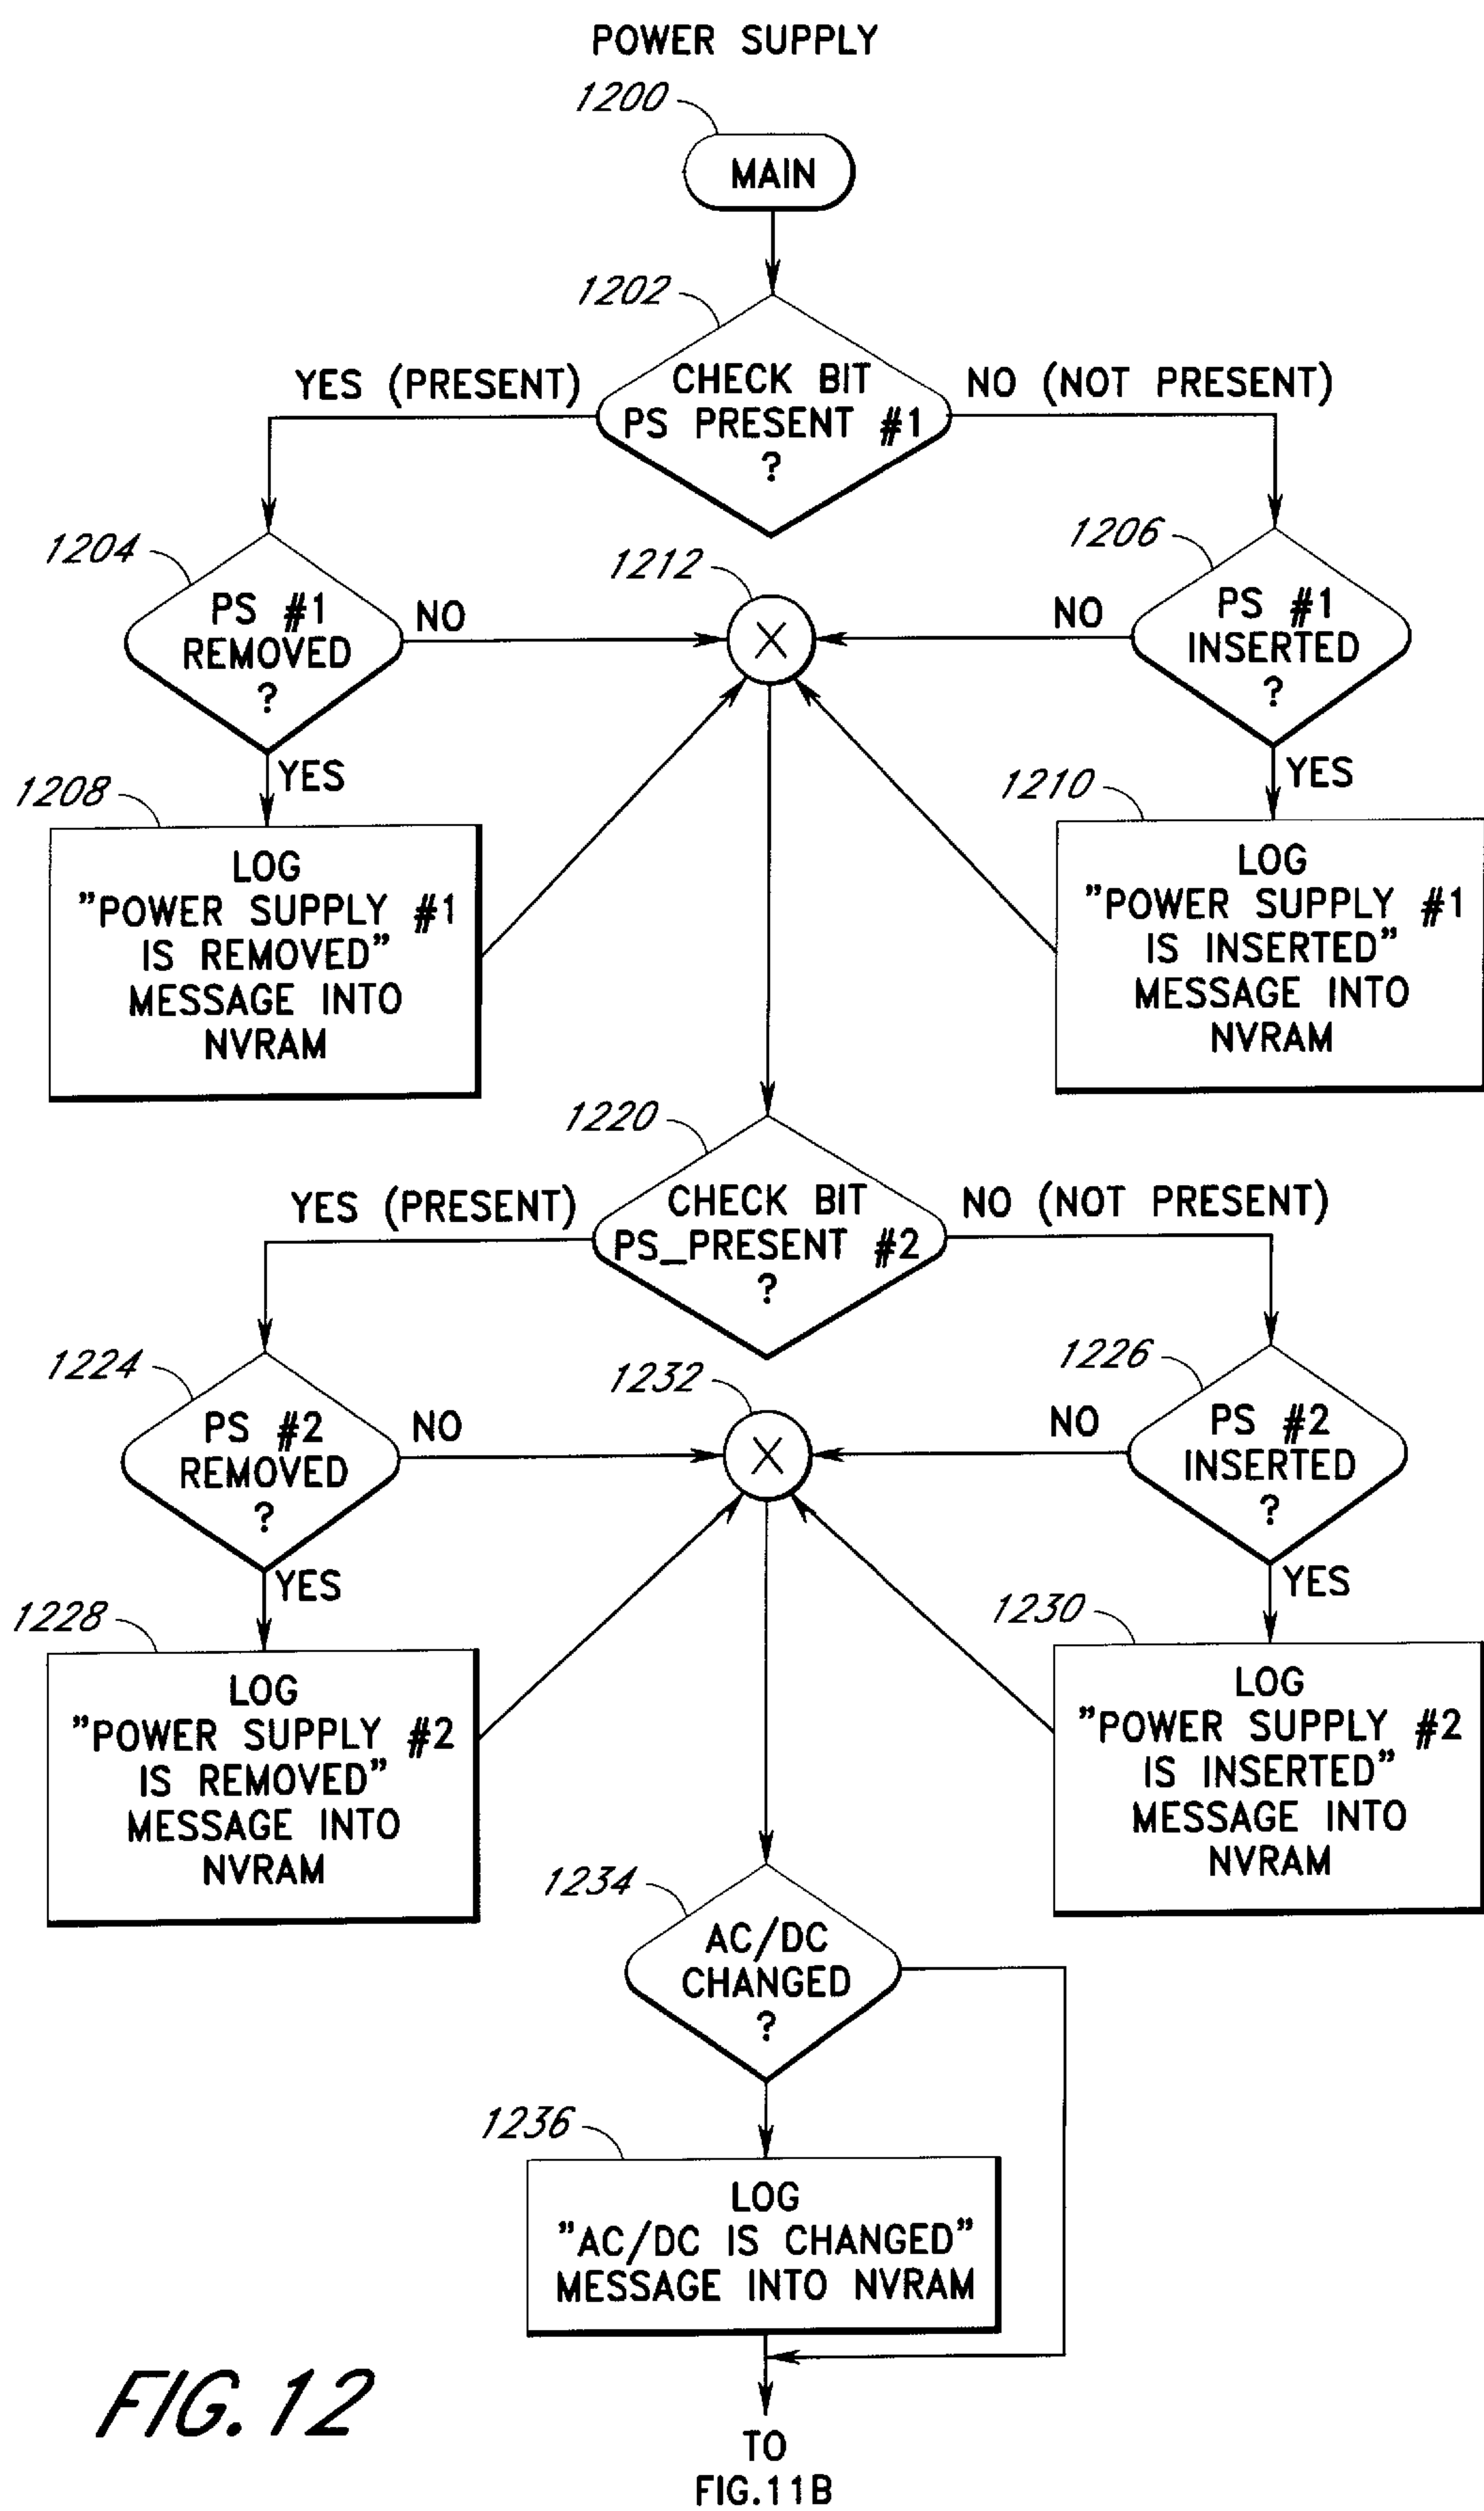 POWER SUPPLY
1200
MAIN
1202
YES (PRESENT)
CHECK BIT
PS PRESENT #1
?
NO (NOT PRESENT)
1204
PS #1
REMOVED
?
NO
1212
X
1206
NO
PS #1
INSERTED
?
YES
YES
1208
LOG
"POWER SUPPLY #1
IS REMOVED"
MESSAGE INTO
NVRAM
1210
LOG
"POWER SUPPLY #1
IS INSERTED"
MESSAGE INTO
NVRAM
1220
YES (PRESENT)
CHECK BIT
PS_PRESENT #2
?
NO (NOT PRESENT)
1224
PS #2
REMOVED
?
NO
1232
X
1226
NO
PS #2
INSERTED
?
YES
YES
1228
LOG
"POWER SUPPLY #2
IS REMOVED"
MESSAGE INTO
NVRAM
1230
LOG
"POWER SUPPLY #2
IS INSERTED"
MESSAGE INTO
NVRAM
1234
AC/DC
CHANGED
?
1236
LOG
"AC/DC IS CHANGED"
MESSAGE INTO NVRAM
FIG. 12
TO
FIG.11B